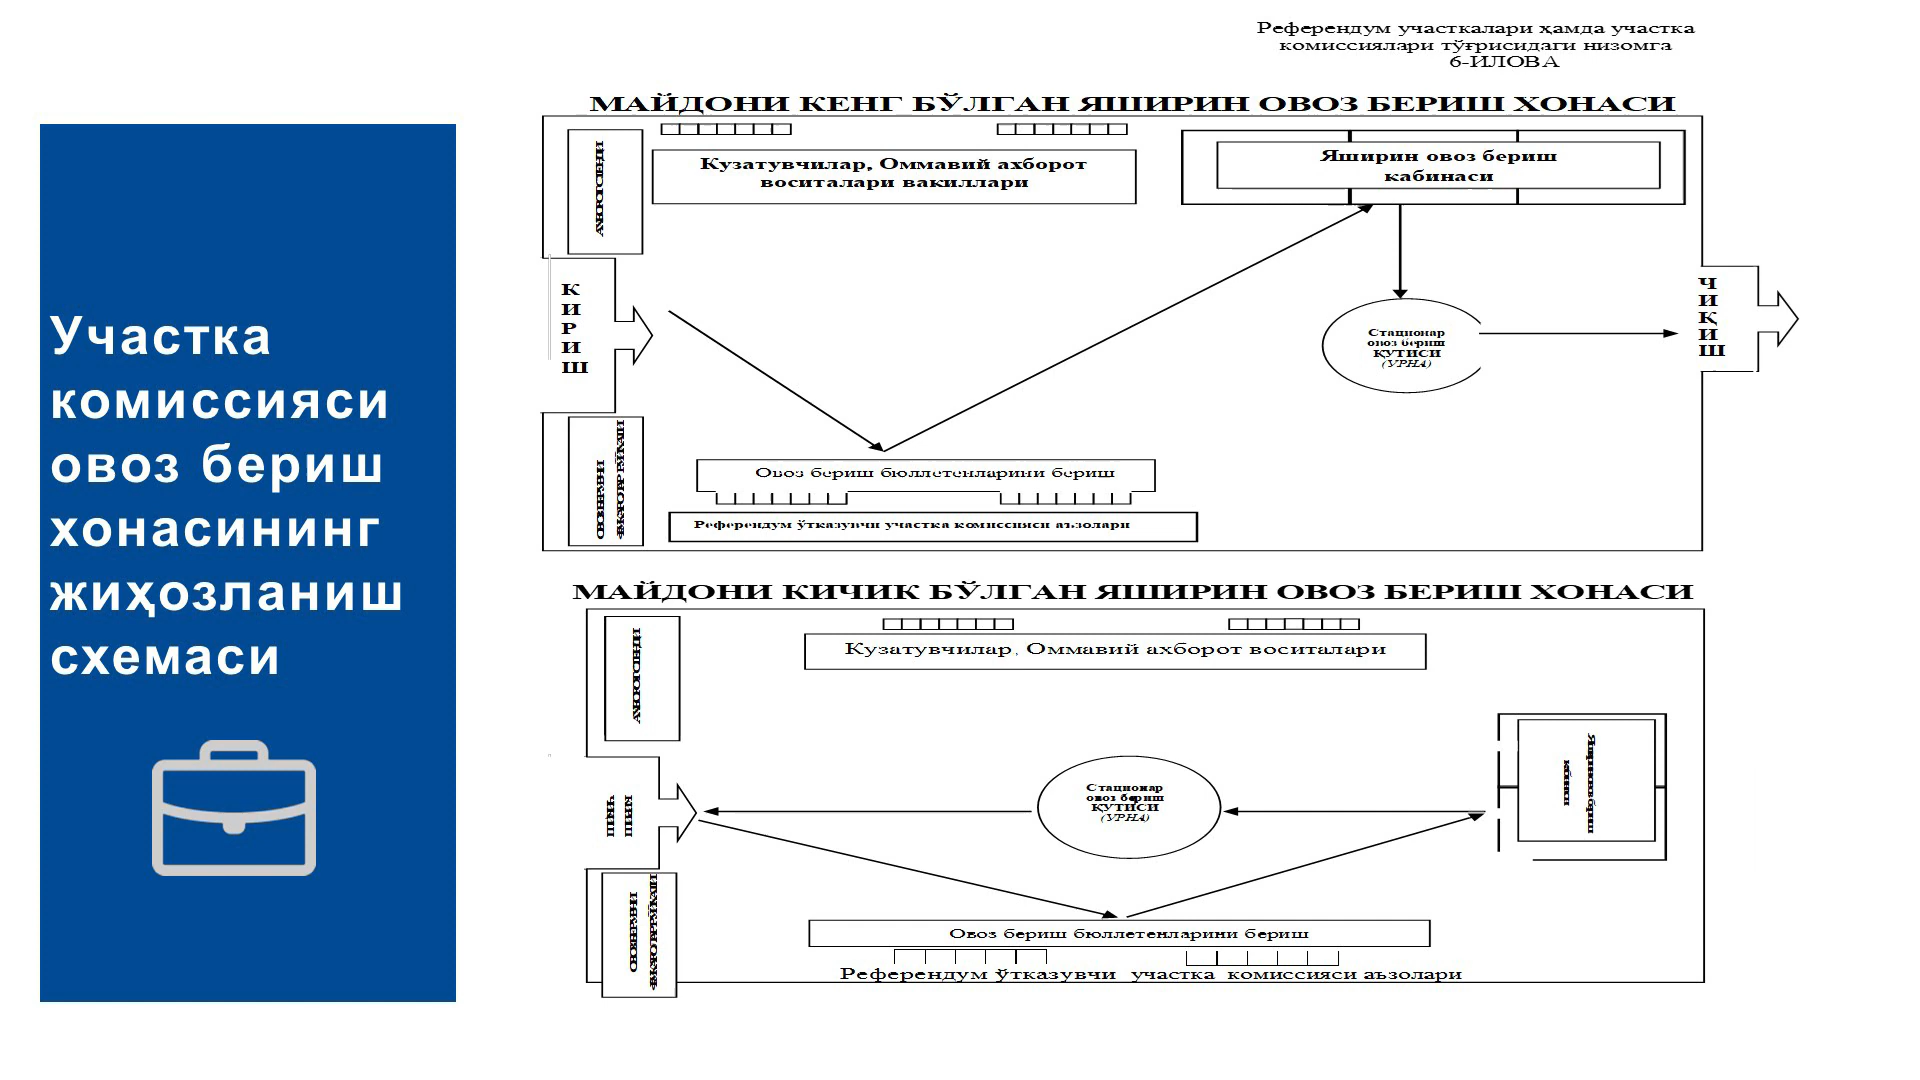 Референдум участкалари ҳамда участка
комиссиялари тўғрисидаги низомга
6-ИЛОВА
Участка
комиссияси
овоз бериш
хонасининг
жиҳозланиш
схемаси
МАЙДОНИ КЕНГ БЎЛГАН ЯШИРИН ОВОЗ БЕРИШ ХОНАСИ
Кузатувчилар, Оммавий ахборот
воситалари вакиллари
Яширин овоз бериш
кабинаси
КИРИШ
Стационар
овоз бериш
ҚУТИСИ
(УРНА)
ЧИҚИШ
Овоз бериш бюллетенларини бериш
Референдум ўтказувчи участка комиссияси аъзолари
МАЙДОНИ КИЧИК БЎЛГАН ЯШИРИН ОВОЗ БЕРИШ ХОНАСИ
Кузатувчилар, Оммавий ахборот воситалари
Стационар
овоз бериш
ҚУТИСИ
(УРНА)
Овоз бериш бюллетенларини бериш
Референдум ўтказувчи участка комиссияси аъзолари